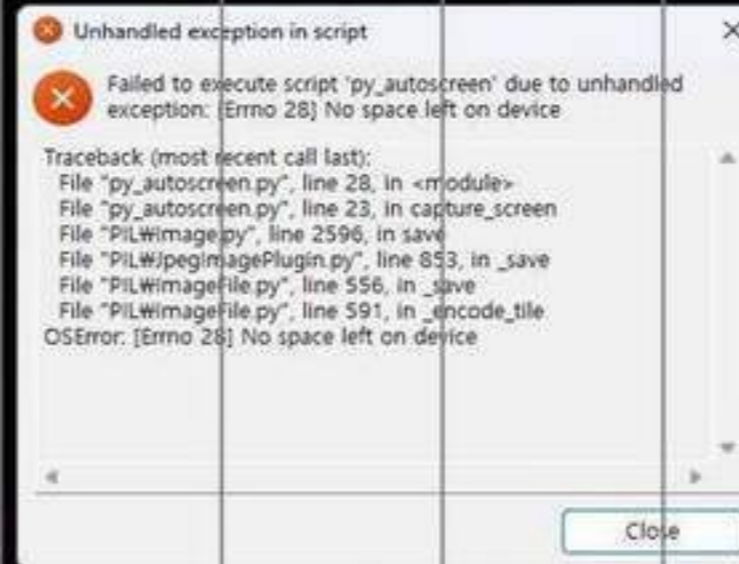 Unhandled exception in script
Failed to execute script 'py_autoscreen' due to unhandled
exception: [Errno 28] No space left on device
Traceback (most recent call last):
File "py_autoscreen.py", line 28, in <module>
File "py_autoscreen.py", line 23, in capture_screen
File "PIL₩Image.py", line 2596, in save
File "PIL₩JpegImagePlugin.py", line 853, in _save
File "PIL₩ImageFile.py", line 556, in _save
File "PIL₩ImageFile.py", line 591, in _encode_tile
OSError: [Errno 28] No space left on device
Close